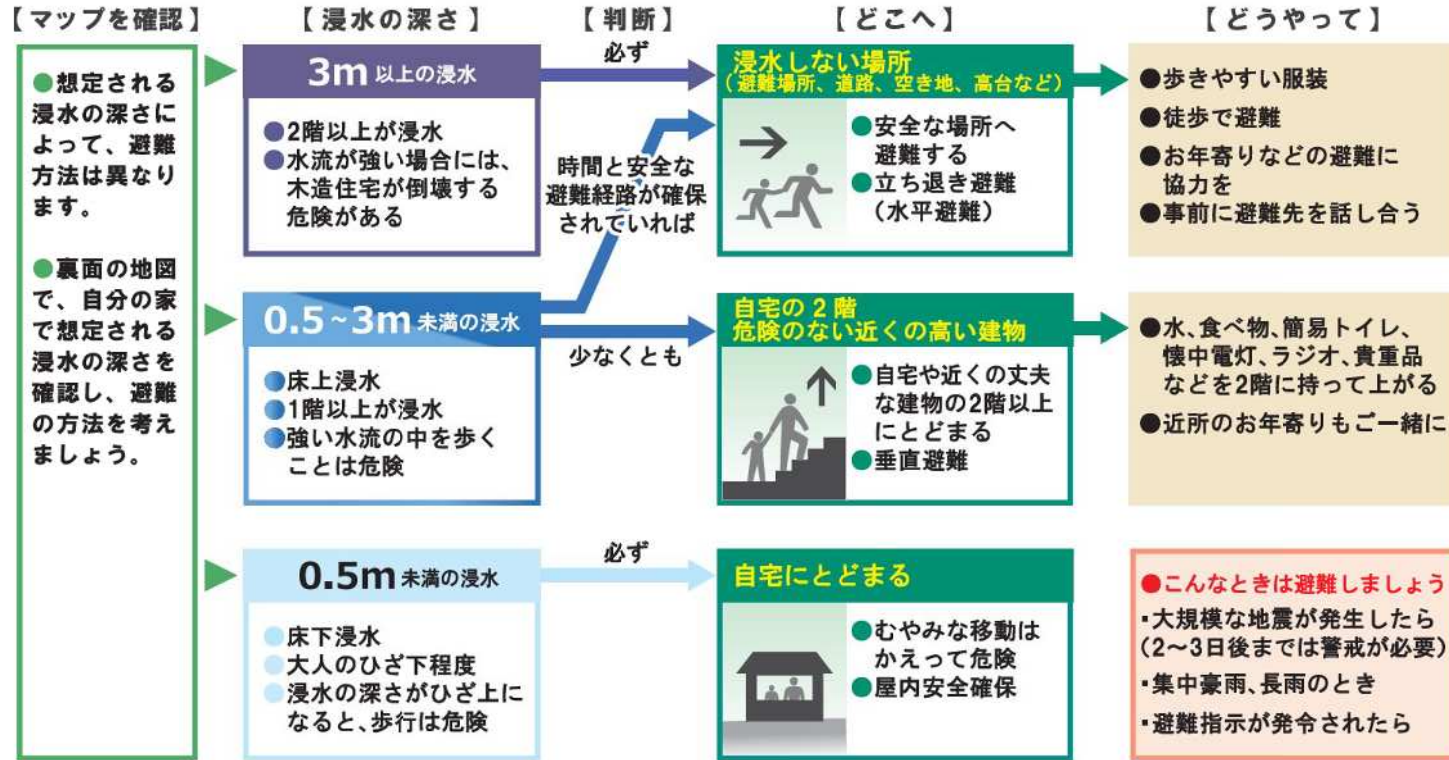 【マップを確認】
【浸水の深さ】
【判断】
【どこへ】
【どうやって】
●想定される
浸水の深さに
よって、避難
方法は異なり
ます。
●裏面の地図
で、自分の家
で想定される
浸水の深さを
確認し、避難
の方法を考え
ましょう。
3m以上の浸水
●2階以上が浸水
●水流が強い場合には、
木造住宅が倒壊する
危険がある
必ず
浸水しない場所
(避難場所、道路、空き地、高台など)
●安全な場所へ
避難する
●立ち退き避難
(水平避難)
●歩きやすい服装
●徒歩で避難
●お年寄りなどの避難に
協力を
●事前に避難先を話し合う
0.5~3m未満の浸水
●床上浸水
●1階以上が浸水
●強い水流の中を歩く
ことは危険
時間と安全な
避難経路が確保
されていれば
少なくとも
自宅の2階
危険のない近くの高い建物
●自宅や近くの丈夫
な建物の2階以上
にとどまる
●垂直避難
●水、食べ物、簡易トイレ、
懐中電灯、ラジオ、貴重品
などを2階に持って上がる
●近所のお年寄りもご一緒に
0.5m未満の浸水
●床下浸水
●大人のひざ下程度
●浸水の深さがひざ上に
なると、歩行は危険
必ず
自宅にとどまる
●むやみな移動は
かえって危険
●屋内安全確保
●こんなときは避難しましょう
・大規模な地震が発生したら
(2〜3日後までは警戒が必要)
・集中豪雨、長雨のとき
・避難指示が発令されたら